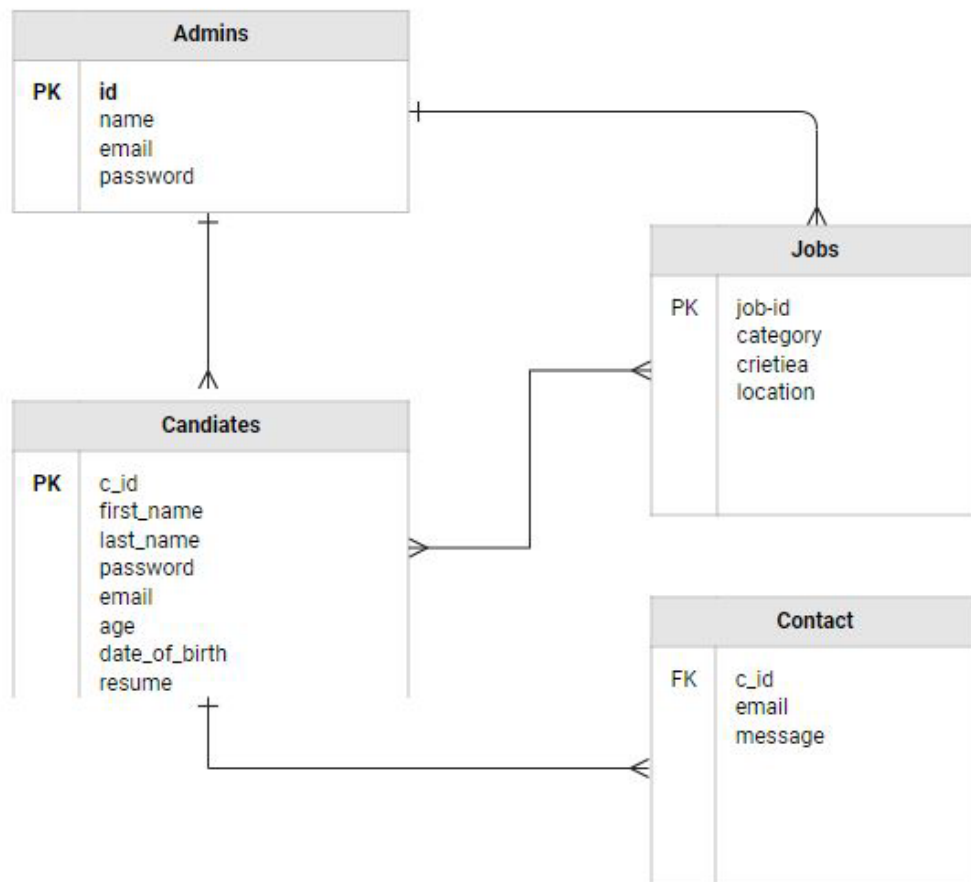 Admins
PK id
name
email
password
Jobs
PK job-id
category
crietiea
location
Candiates
PK c_id
first_name
last_name
password
email
age
date_of_birth
resume
Contact
FK c_id
email
message